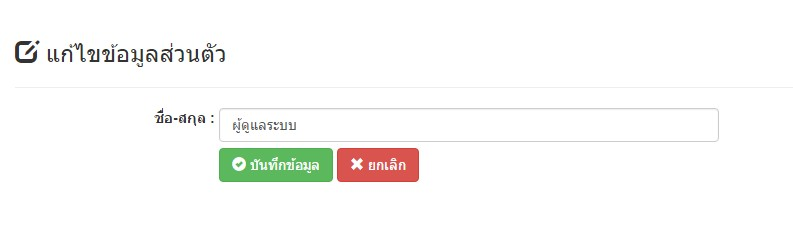 แก้ไขข้อมูลส่วนตัว
ชื่อ-สกุล : ผู้ดูแลระบบ
บันทึกข้อมูล ยกเลิก